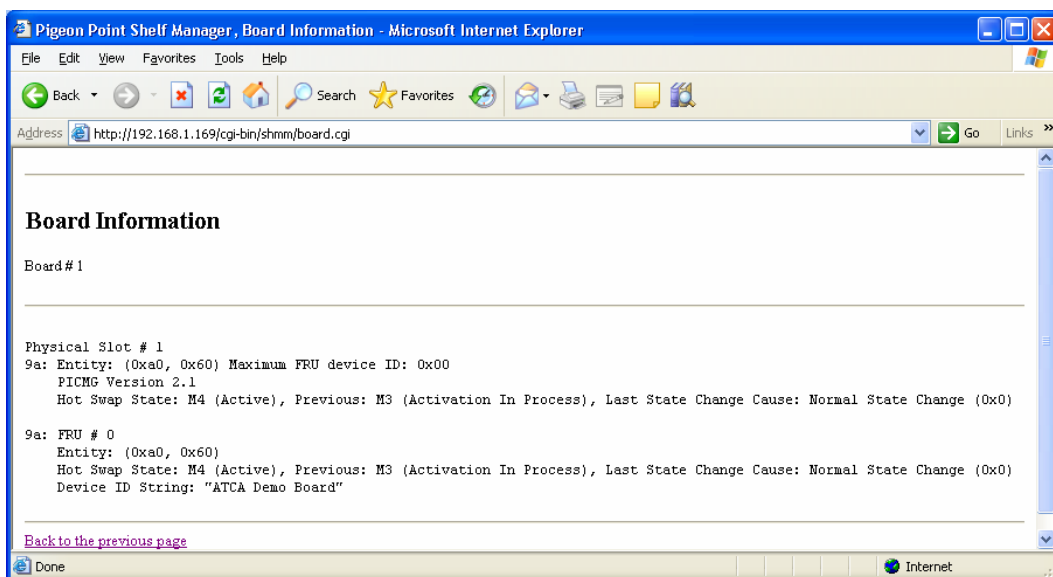 Pigeon Point Shelf Manager, Board Information - Microsoft Internet Explorer
File Edit View Favorites Tools Help
Back Search Favorites
Address http://192.168.1.169/cgi-bin/shmm/board.cgi Go Links »
Board Information
Board # 1
Physical Slot # 1
9a: Entity: (0xa0, 0x60) Maximum FRU device ID: 0x00
PICMG Version 2.1
Hot Swap State: M4 (Active), Previous: M3 (Activation In Process), Last State Change Cause: Normal State Change (0x0)
9a: FRU # 0
Entity: (0xa0, 0x60)
Hot Swap State: M4 (Active), Previous: M3 (Activation In Process), Last State Change Cause: Normal State Change (0x0)
Device ID String: "ATCA Demo Board"
Back to the previous page
Done Internet